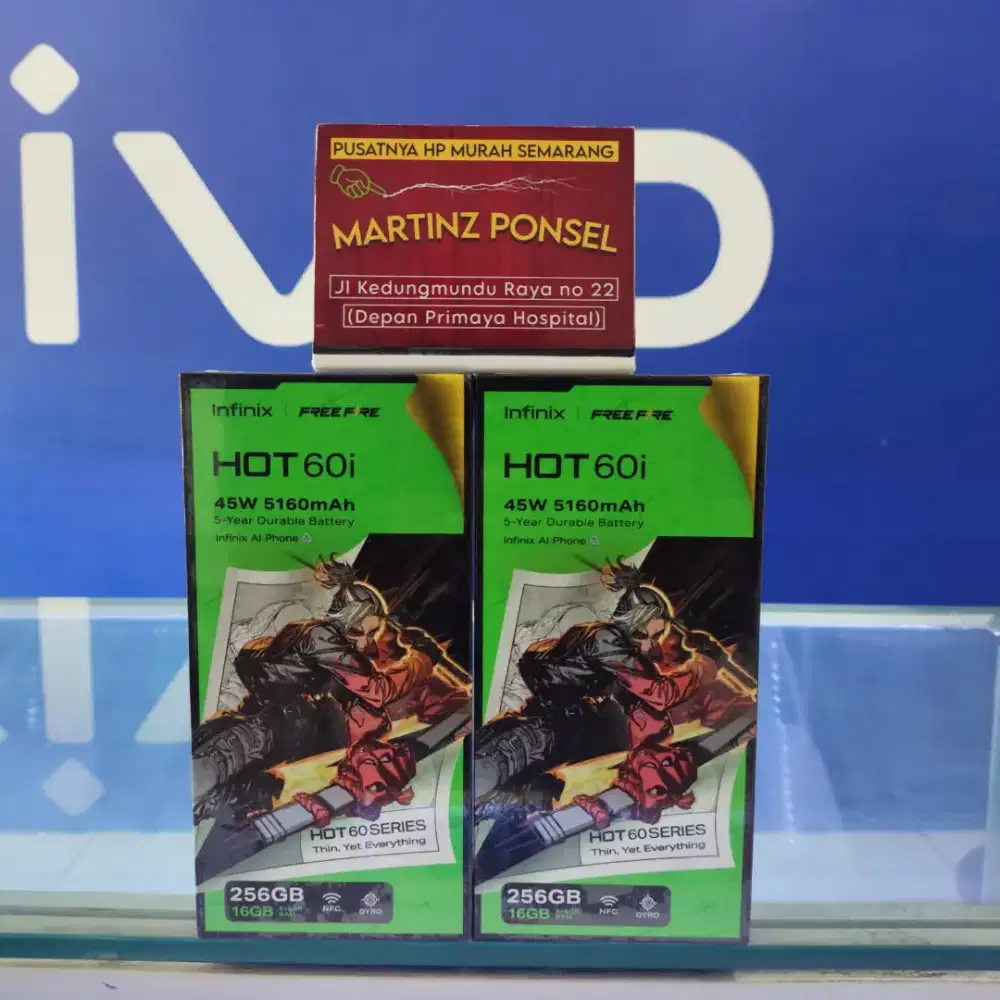 vivo
PUSATNYA HP MURAH SEMARANG
MARTINZ PONSEL
Jl Kedungmundu Raya no 22
(Depan Primaya Hospital)
Infinix | FREE FIRE
HOT 60i
45W 5160mAh
5-Year Durable Battery
Infinix AI Phone
HOT 60 SERIES
Thin, Yet Everything
256GB
16GB
NFC
GYRO
Infinix | FREE FIRE
HOT 60i
45W 5160mAh
5-Year Durable Battery
Infinix AI Phone
HOT 60 SERIES
Thin, Yet Everything
256GB
16GB
NFC
GYRO